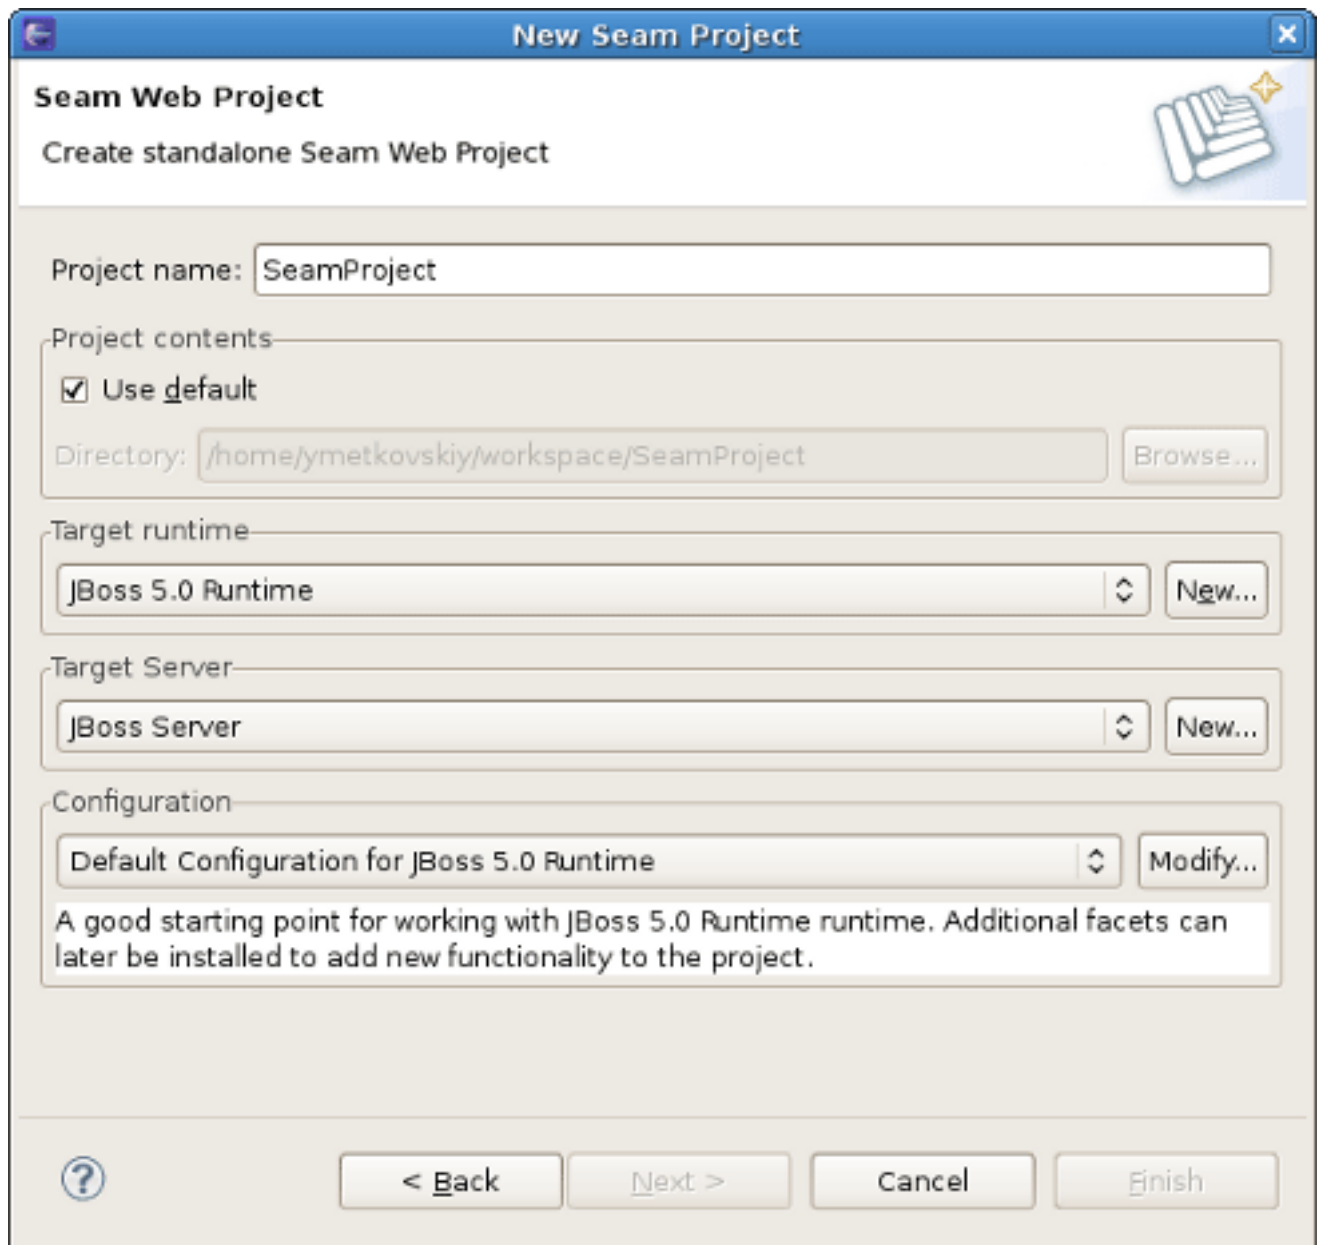 New Seam Project
Seam Web Project
Create standalone Seam Web Project
Project name: SeamProject
Project contents
Use default
Directory: /home/ymetkovskiy/workspace/SeamProject Browse...
Target runtime
JBoss 5.0 Runtime New...
Target Server
JBoss Server New...
Configuration
Default Configuration for JBoss 5.0 Runtime Modify...
A good starting point for working with JBoss 5.0 Runtime runtime. Additional facets can
later be installed to add new functionality to the project.
? < Back Next > Cancel Finish